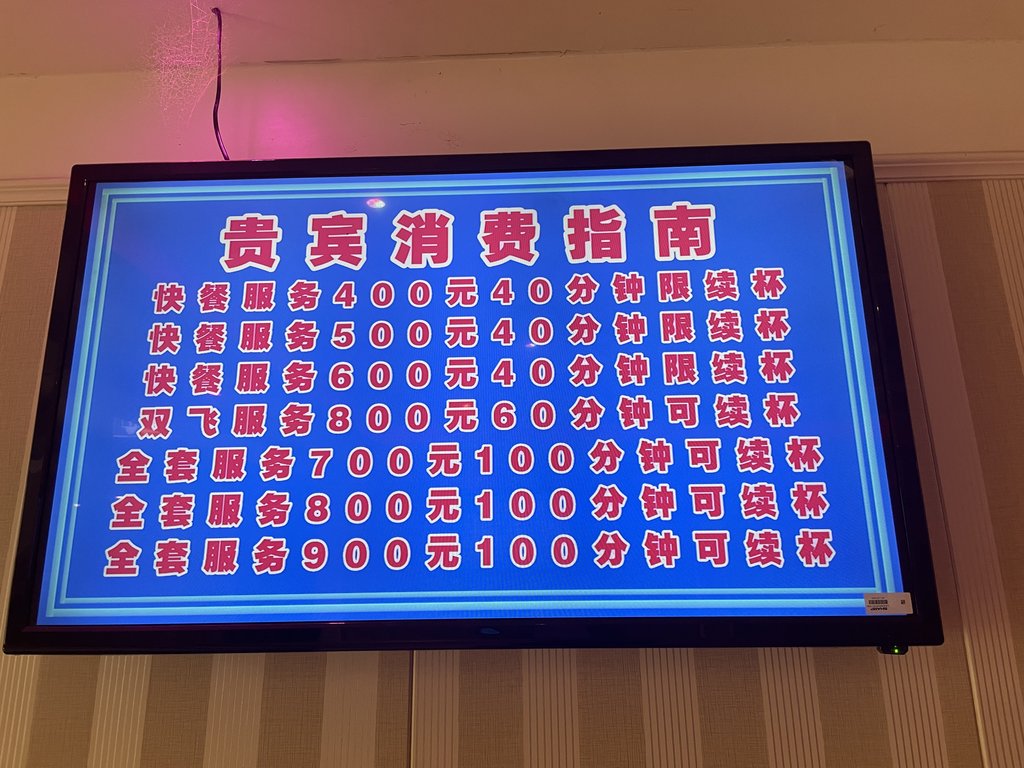 贵宾消费指南
快餐服务400元40分钟限续杯
快餐服务500元40分钟限续杯
快餐服务600元40分钟限续杯
双飞服务800元60分钟可续杯
全套服务700元100分钟可续杯
全套服务800元100分钟可续杯
全套服务900元100分钟可续杯